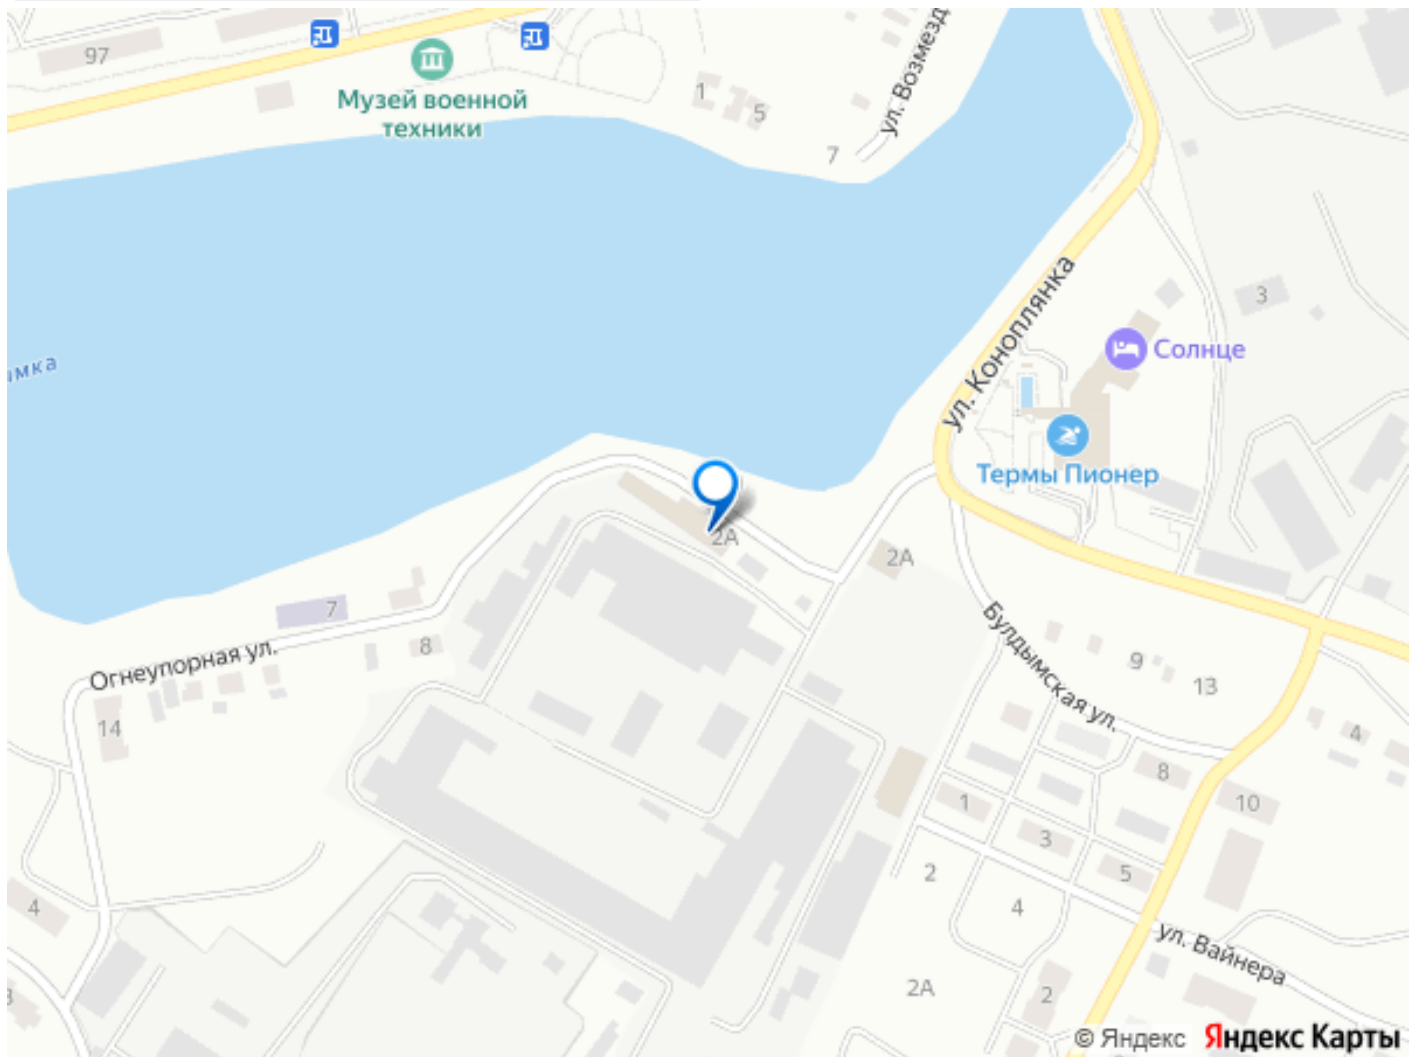 97
Музей военной
техники
1
5
7
ул. Возмезд
ул. Коноплянка
3
Солнце
Термы Пионер
мка
2А
2А
7
8
Огнеупорная ул.
14
Булдымская ул.
9
13
4
8
10
1
3
5
2
4
4
ул. Вайнера
2А
2
© Яндекс Яндекс Карты